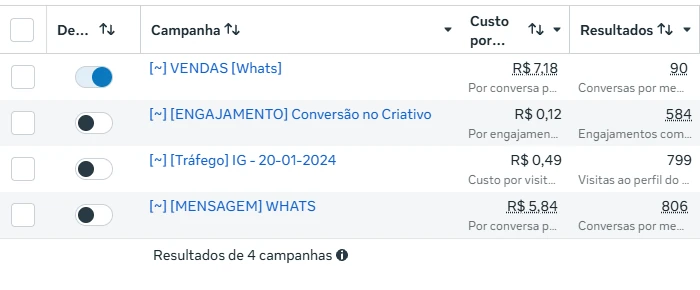 De... Campanha Custo por... Resultados
[~] VENDAS [Whats] R$ 7,18 90
Por conversa p... Conversas por me...
[~] [ENGAJAMENTO] Conversão no Criativo R$ 0,12 584
Por engajamen... Engajamentos com...
[~] [Tráfego] IG - 20-01-2024 R$ 0,49 799
Custo por visit... Visitas ao perfil do ...
[~] [MENSAGEM] WHATS R$ 5,84 806
Por conversa p... Conversas por me...
Resultados de 4 campanhas